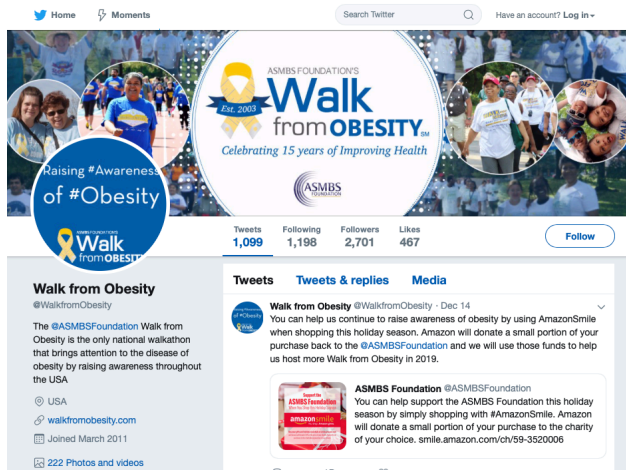 Home
Moments
Search Twitter
Have an account? Log in
ASMBS FOUNDATION'S
Est. 2003
Walk
from OBESITY SM
Celebrating 15 years of Improving Health
ASMBS
FOUNDATION
Raising #Awareness
of #Obesity
ASMBS FOUNDATION'S
Walk
from OBESITY
Tweets
1,099
Following
1,198
Followers
2,701
Likes
467
Follow
Walk from Obesity
@WalkfromObesity
The @ASMBSFoundation Walk from
Obesity is the only national walkathon
that brings attention to the disease of
obesity by raising awareness throughout
the USA
USA
walkfromobesity.com
Joined March 2011
222 Photos and videos
Tweets
Tweets & replies
Media
Walk from Obesity @WalkfromObesity · Dec 14
You can help us continue to raise awareness of obesity by using AmazonSmile
when shopping this holiday season. Amazon will donate a small portion of your
purchase back to the @ASMBSFoundation and we will use those funds to help
us host more Walk from Obesity in 2019.
Support the
ASMBS Foundation
amazonsmile
ASMBS Foundation @ASMBSFoundation
You can help support the ASMBS Foundation this holiday
season by simply shopping with #AmazonSmile. Amazon
will donate a small portion of your purchase to the charity
of your choice. smile.amazon.com/ch/59-3520006